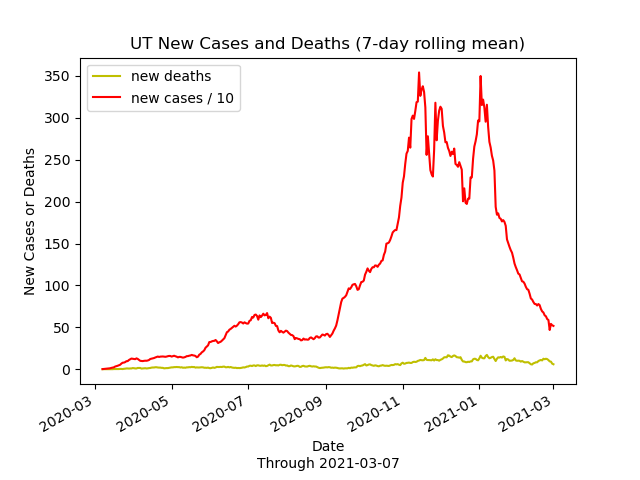 UT New Cases and Deaths (7-day rolling mean)
new deaths
new cases / 10
350
300
250
200
150
100
50
0
New Cases or Deaths
2020-03
2020-05
2020-07
2020-09
2020-11
2021-01
2021-03
Date
Through 2021-03-07